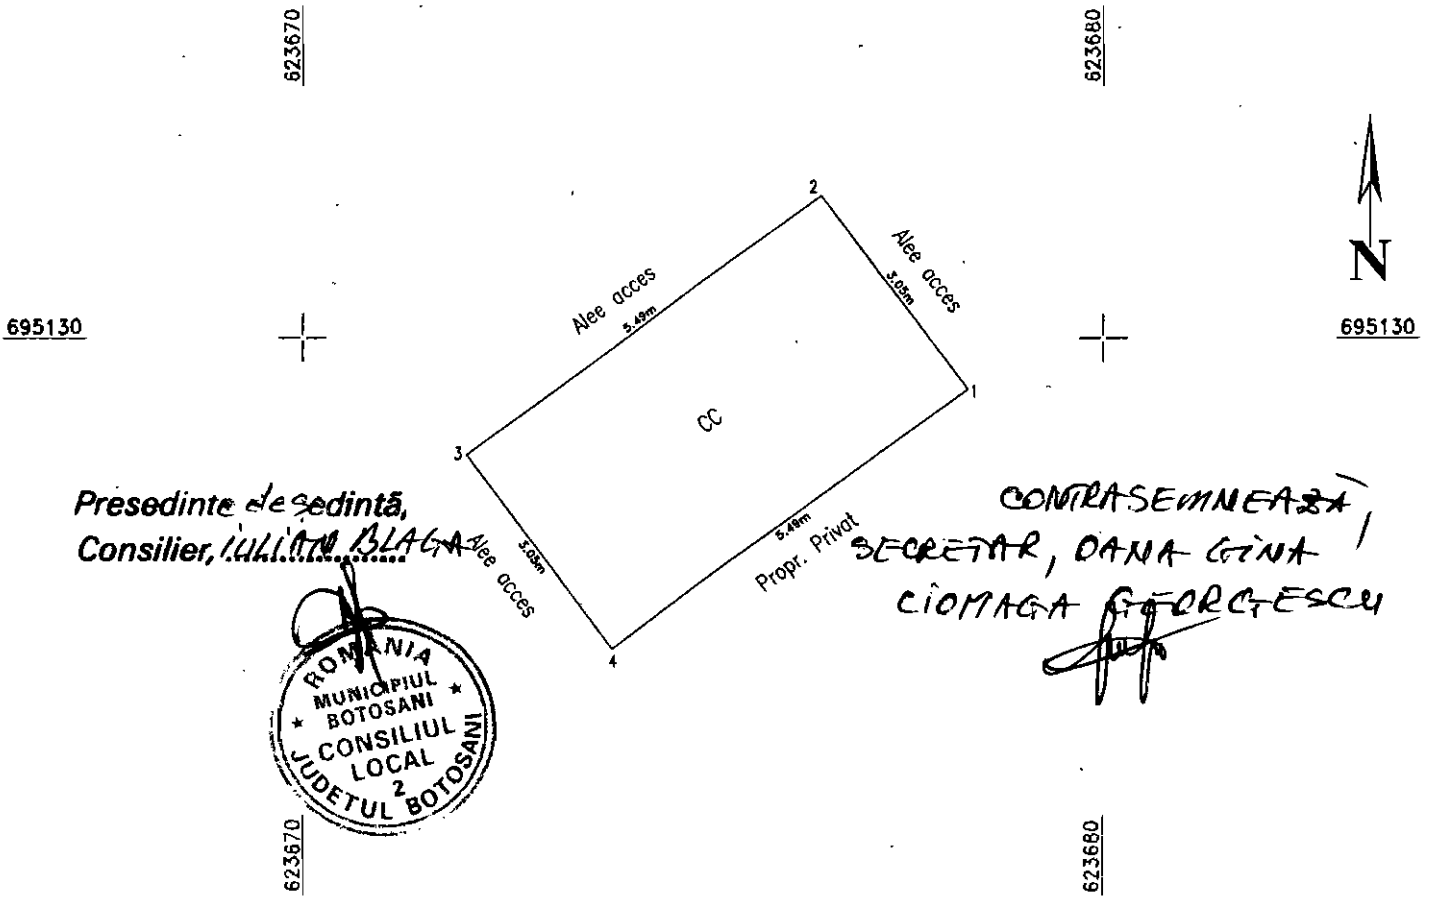 623670
623680
2
Alee acces
3.05m
N
Alee acces
5.49m
695130
695130
1
CC
3
Presedinte de sedintă,
Consilier, IULIAN BLAGA
Alee acces
3.05m
5.49m
Propr. Privat
4
CONTRASEMNEAZĂ,
SECRETAR, OANA GINA
CIOMAGA GEORGESCU
ROMANIA
MUNICIPIUL
BOTOSANI
CONSILIUL
LOCAL
2
JUDETUL BOTOSANI
623670
623680